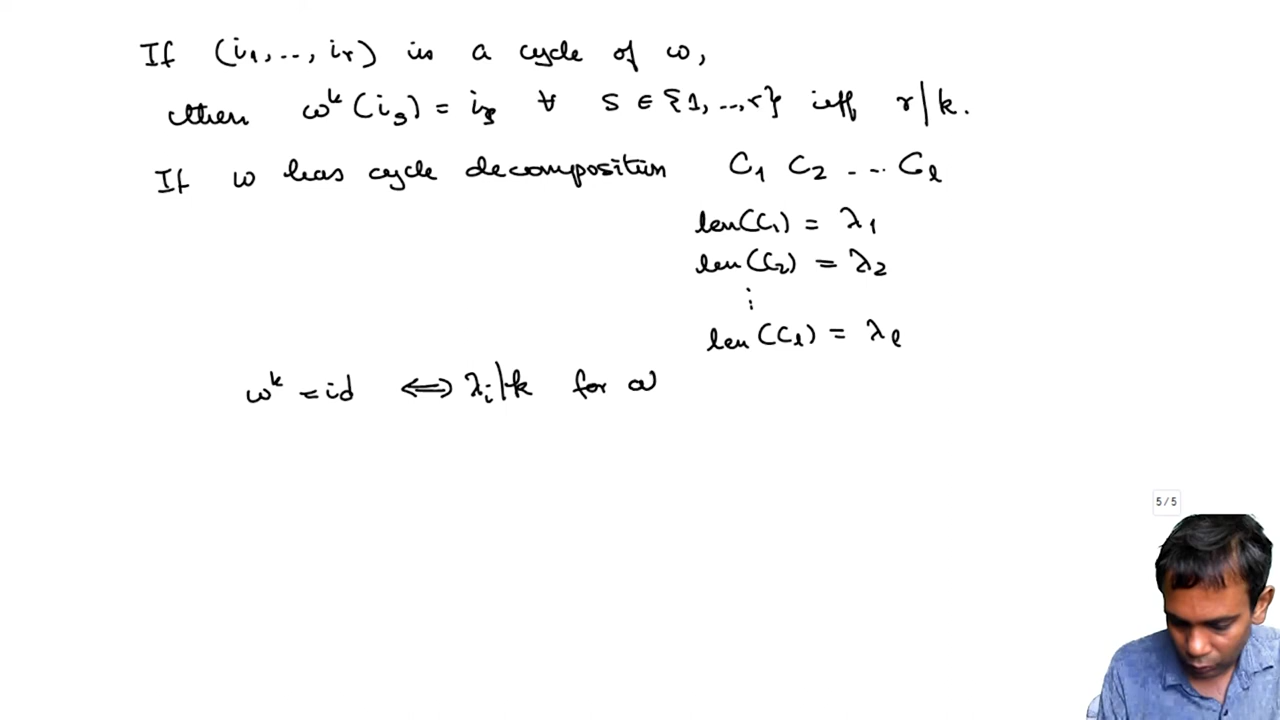 If (i₁, ..., iᵣ) is a cycle of ω,
then ωᵏ(iₛ) = iₛ ∀ s ∈ {1, ..., r} iff r | k.
If ω has cycle decomposition C₁ C₂ ... Cₗ
len(C₁) = λ₁
len(C₂) = λ₂
⋮
len(Cₗ) = λₗ
ωᵏ = id ⟺ λᵢ | k for
5/5